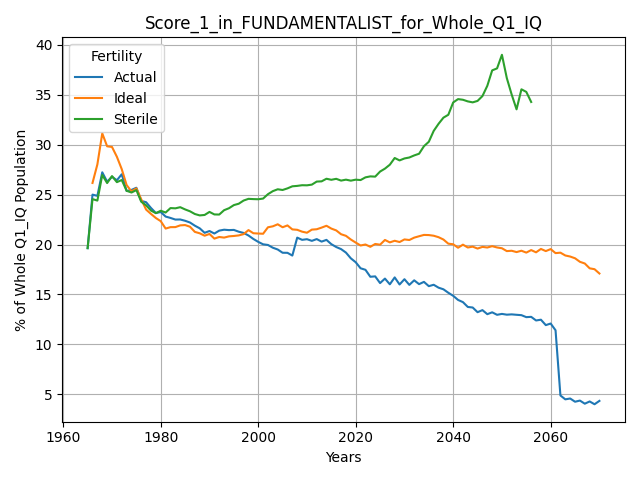 Score_1_in_FUNDAMENTALIST_for_Whole_Q1_IQ
% of Whole Q1_IQ Population
40
35
30
25
20
15
10
5
Fertility
Actual
Ideal
Sterile
1960
1980
2000
2020
2040
2060
Years